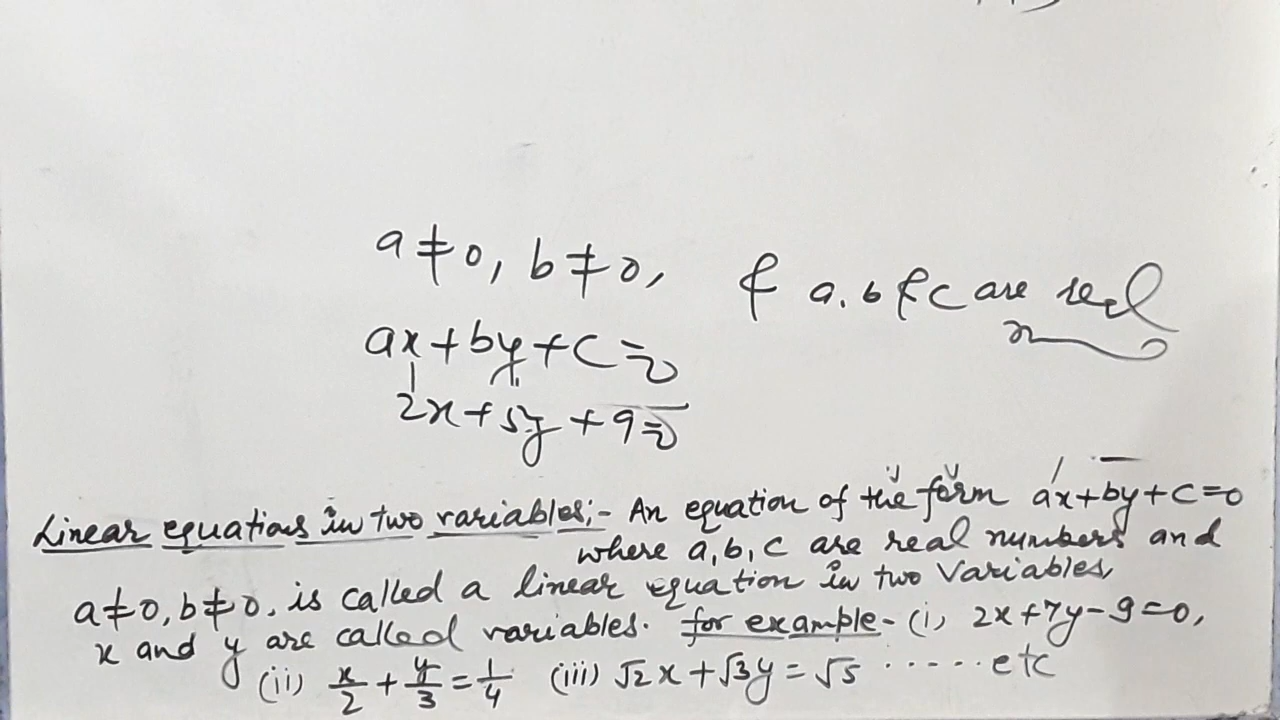 a≠0, b≠0, & a.b & c are real
ax+by+c=0
2x+5y+9=0
Linear equations in two variables:- An equation of the form ax+by+c=0
where a,b,c are real numbers and
a≠0,b≠0. is called a linear equation in two Variables,
x and y are called variables. for example- (i) 2x+7y-9=0,
(ii) x/2 + y/3 = 1/4 (iii) √2x+√3y=√5 ......etc